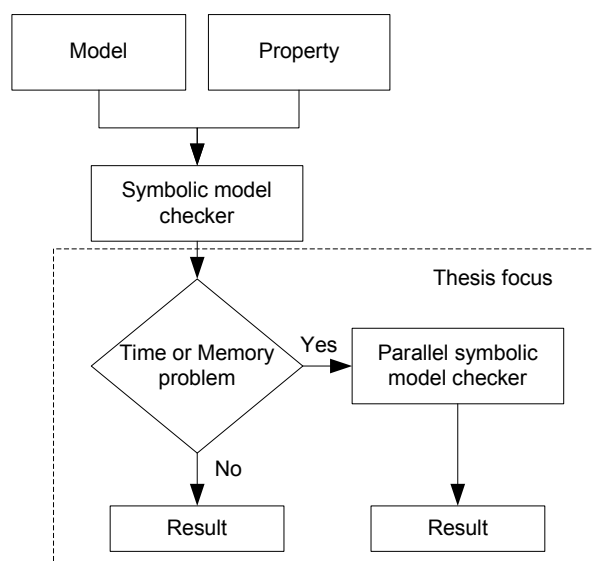 Model
Property
Symbolic model
checker
Thesis focus
Time or Memory
problem
Yes
Parallel symbolic
model checker
No
Result
Result